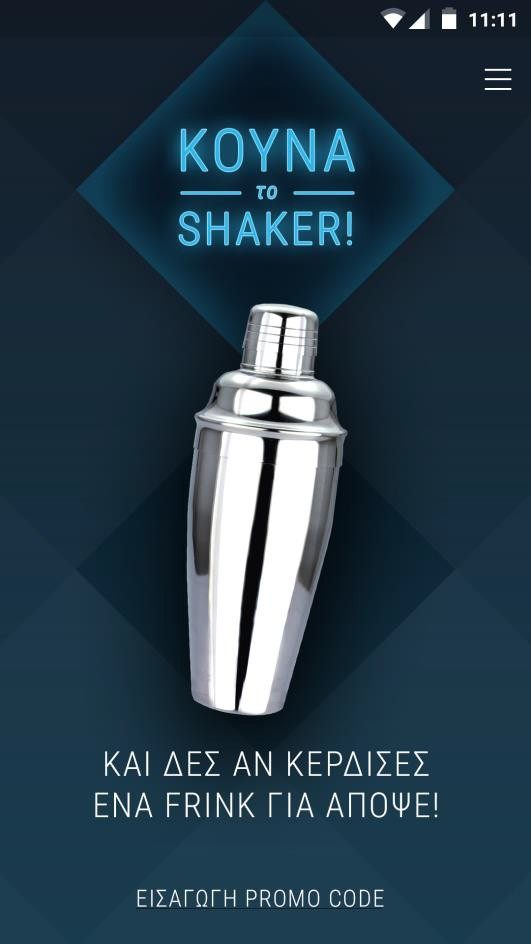 11:11
ΚΟΥΝΑ
το
SHAKER!
ΚΑΙ ΔΕΣ ΑΝ ΚΕΡΔΙΣΕΣ
ΕΝΑ FRINK ΓΙΑ ΑΠΟΨΕ!
ΕΙΣΑΓΩΓΗ PROMO CODE